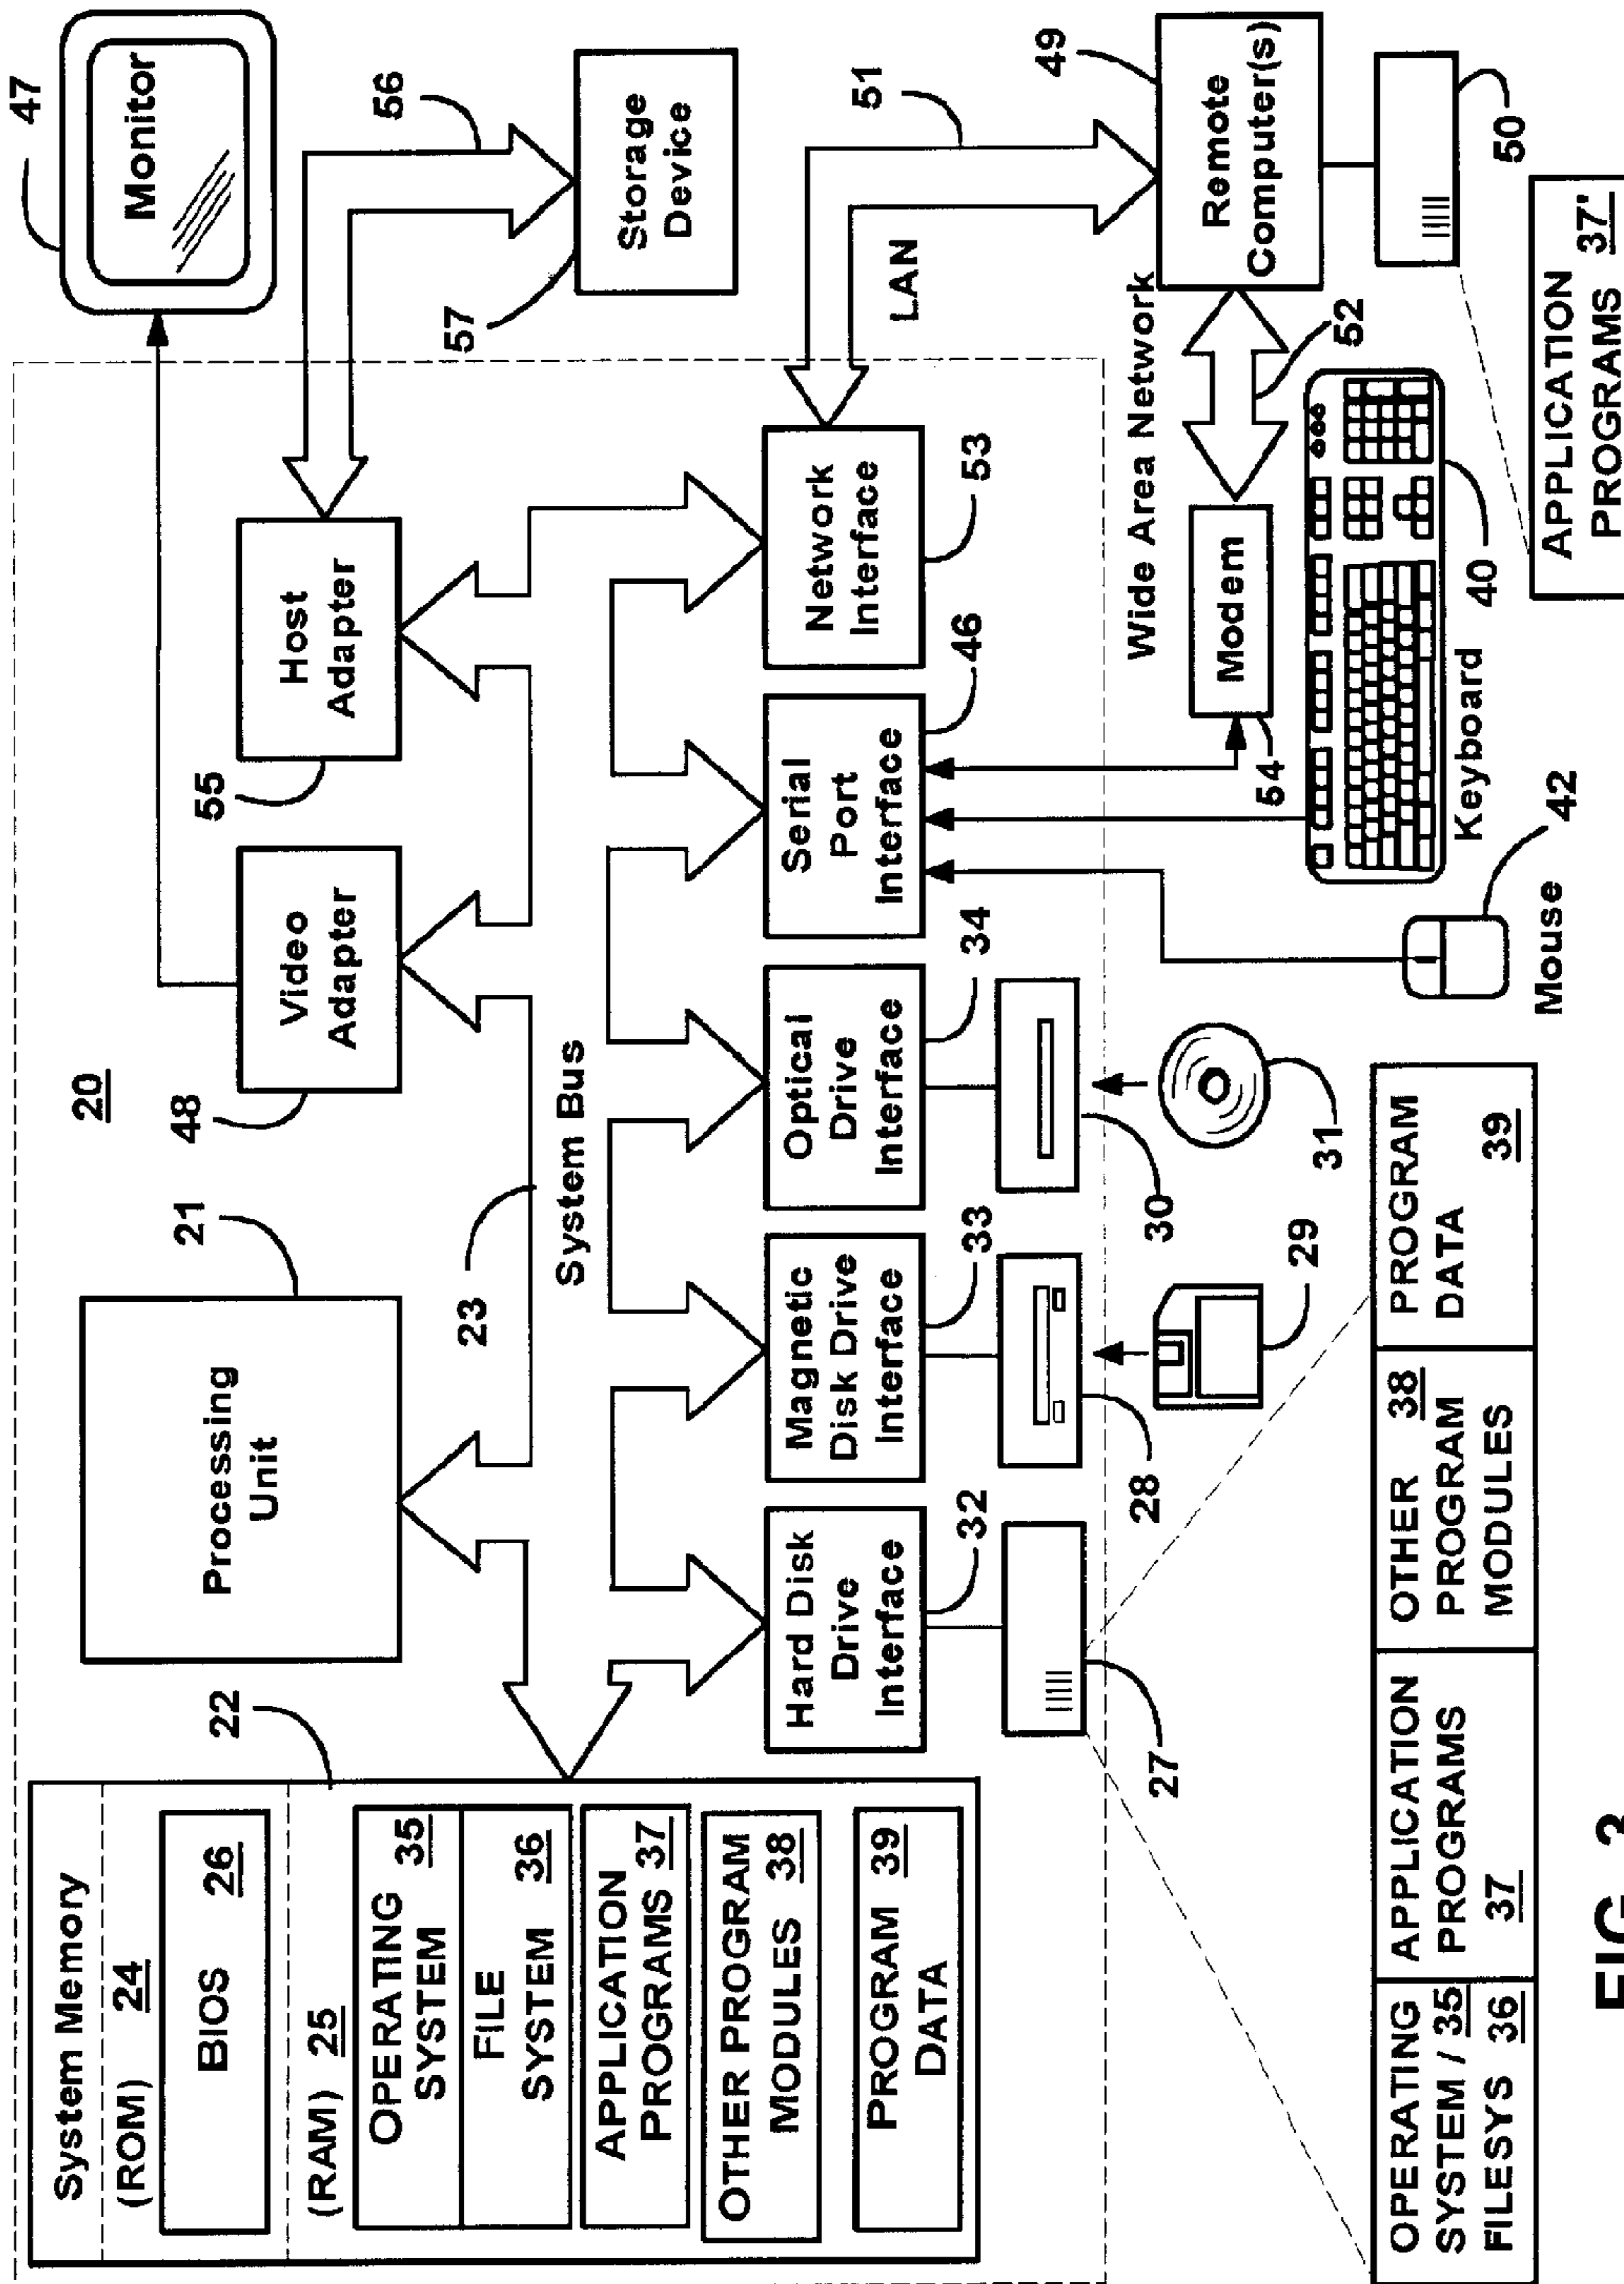 System Memory
(ROM) 24
BIOS 26
22
(RAM) 25
OPERATING
SYSTEM 35
FILE
SYSTEM 36
APPLICATION
PROGRAMS 37
OTHER PROGRAM
MODULES 38
PROGRAM 39
DATA
Processing
Unit
21
20
Video
Adapter
48
Host
Adapter
55
47
Monitor
56
Storage
Device
57
23
System Bus
Hard Disk
Drive
Interface
32
Magnetic
Disk Drive
Interface
33
Optical
Drive
Interface
34
Serial
Port
Interface
46
Network
Interface
53
LAN
51
27
28
29
30
31
Wide Area Network
Modem
54
52
Remote
Computer(s)
49
50
Keyboard
40
Mouse
42
OPERATING
SYSTEM / 35
FILESYS 36
APPLICATION
PROGRAMS
37
OTHER 38
PROGRAM
MODULES
PROGRAM
DATA 39
APPLICATION
PROGRAMS 37'
FIG. 3